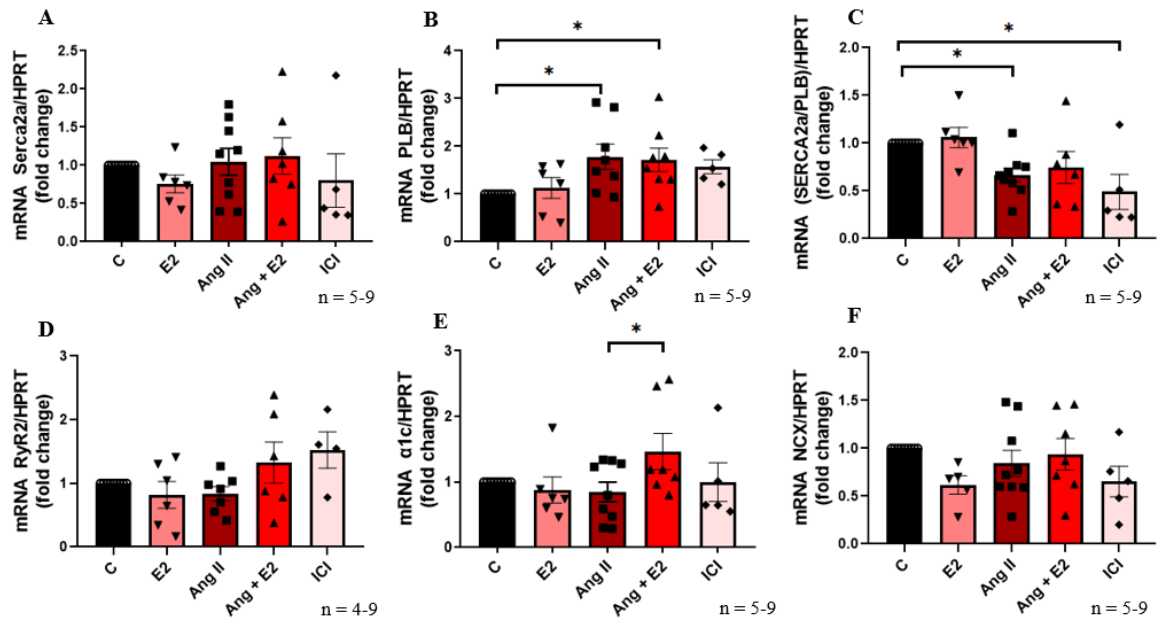 A
mRNA Serca2a/HPRT
(fold change)
2.5
2.0
1.5
1.0
0.5
0.0
C
E2
Ang II
Ang + E2
ICI
n = 5-9
B
mRNA PLB/HPRT
(fold change)
4
3
2
1
0
*
*
C
E2
Ang II
Ang + E2
ICI
n = 5-9
C
mRNA (SERCA2a/PLB)/HPRT
(fold change)
2.0
1.5
1.0
0.5
0.0
*
*
C
E2
Ang II
Ang + E2
ICI
n = 5-9
D
mRNA RyR2/HPRT
(fold change)
3
2
1
0
C
E2
Ang II
Ang + E2
ICI
n = 4-9
E
mRNA α1c/HPRT
(fold change)
3
2
1
0
*
C
E2
Ang II
Ang + E2
ICI
n = 5-9
F
mRNA NCX/HPRT
(fold change)
2.0
1.5
1.0
0.5
0.0
C
E2
Ang II
Ang + E2
ICI
n = 5-9